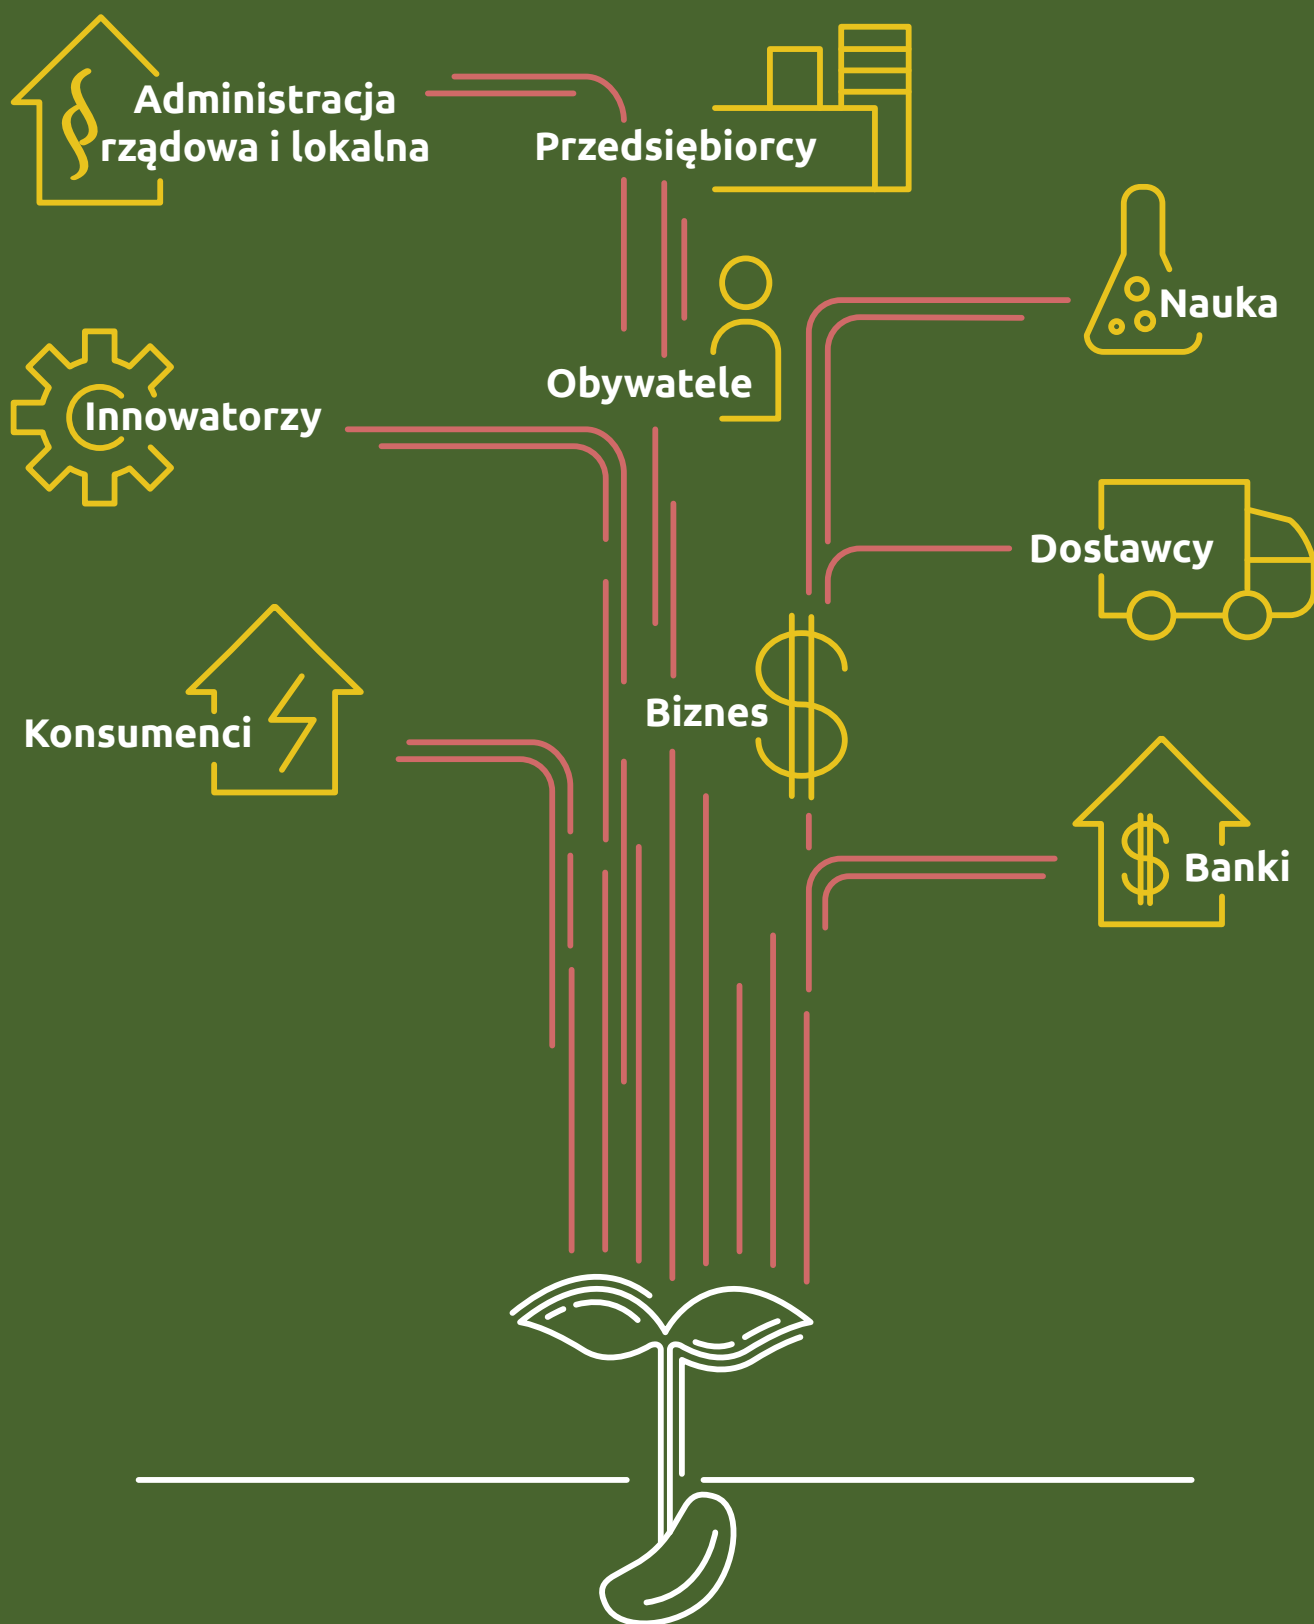 Administracja
rządowa i lokalna
Przedsiębiorcy
Nauka
Obywatele
Innowatorzy
Dostawcy
Biznes
Konsumenci
Banki